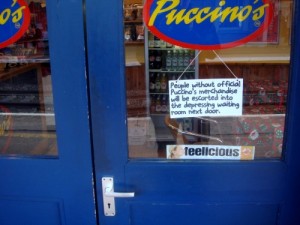 Puccino's
People without official
Puccino's merchandise
will be escorted into
the depressing waiting
room next door.
feelicious